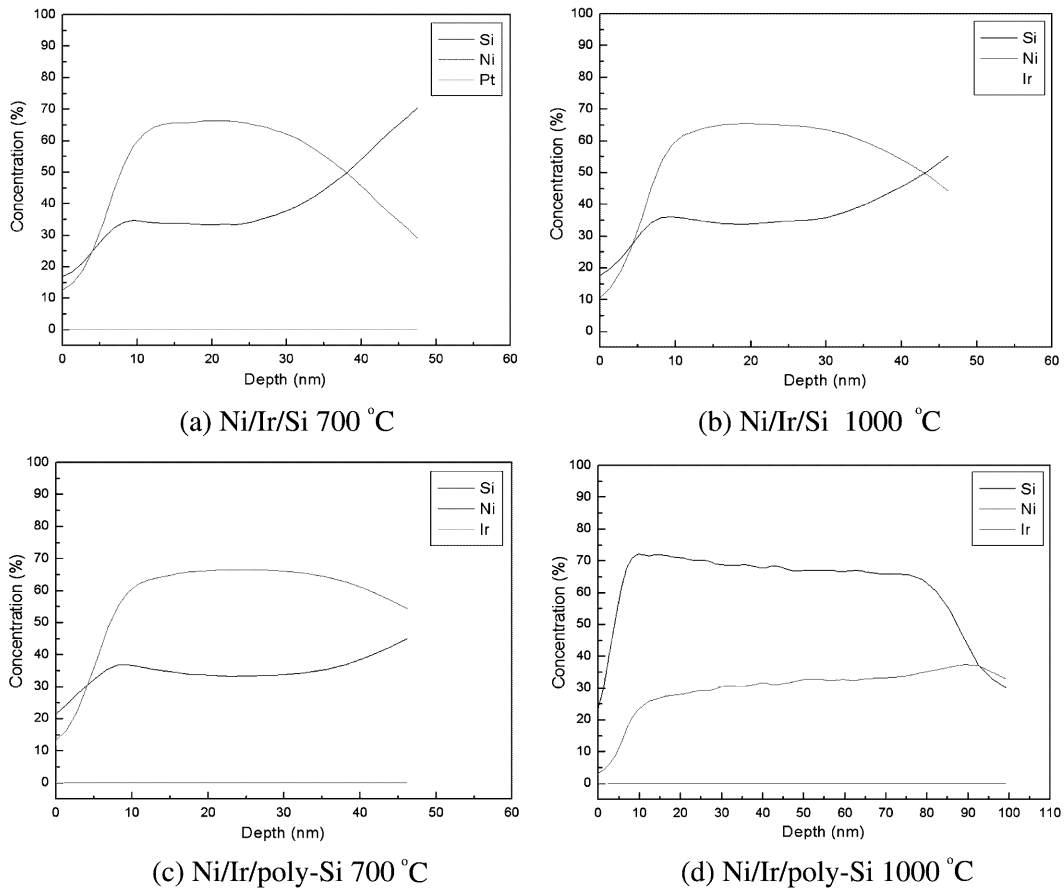 100
90
80
70
60
50
40
30
20
10
0
Concentration (%)
Si
Ni
Pt
0 10 20 30 40 50 60
Depth (nm)
(a) Ni/Ir/Si 700 °C
100
90
80
70
60
50
40
30
20
10
0
Concentration (%)
Si
Ni
Ir
0 10 20 30 40 50 60
Depth (nm)
(b) Ni/Ir/Si 1000 °C
100
90
80
70
60
50
40
30
20
10
0
Concentration (%)
Si
Ni
Ir
0 10 20 30 40 50 60
Depth (nm)
(c) Ni/Ir/poly-Si 700 °C
100
90
80
70
60
50
40
30
20
10
0
Concentration (%)
Si
Ni
Ir
0 10 20 30 40 50 60 70 80 90 100 110
Depth (nm)
(d) Ni/Ir/poly-Si 1000 °C